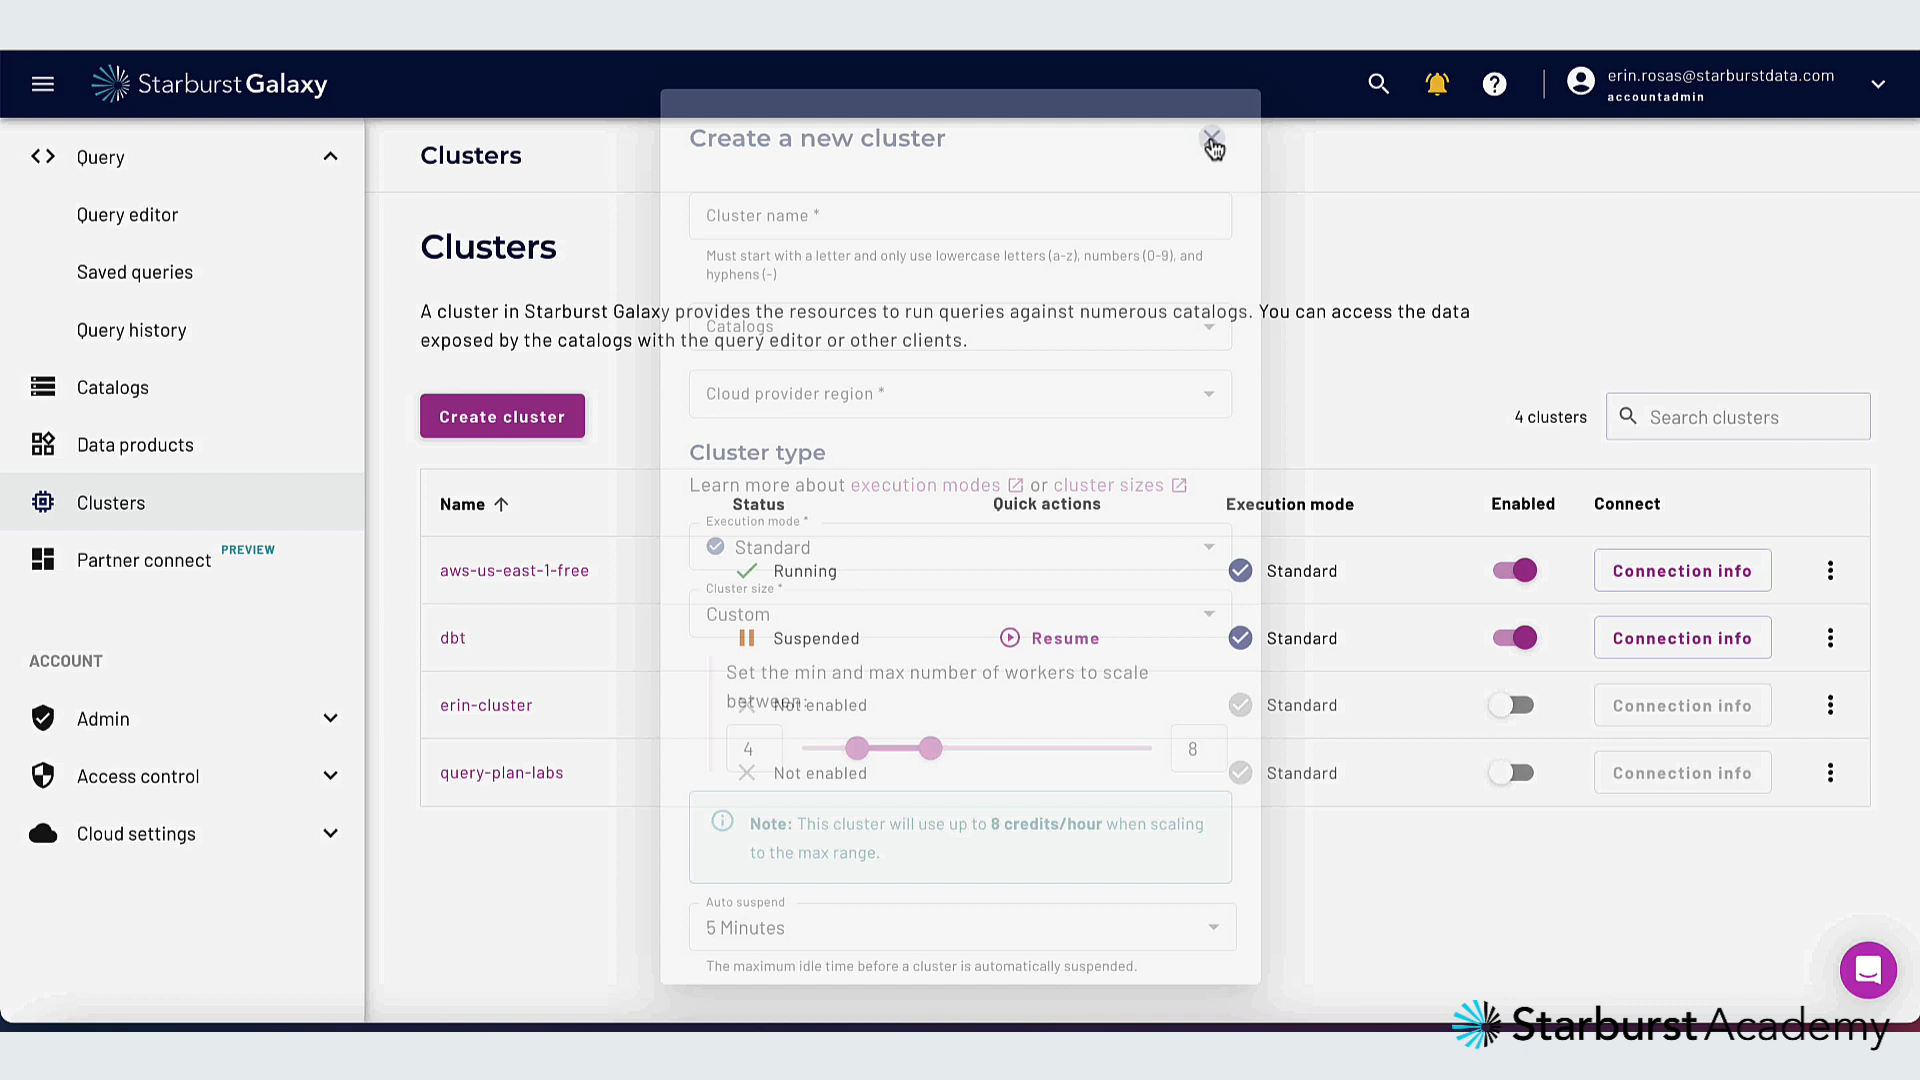 Starburst Galaxy
erin.rosas@starburstdata.com
accountadmin
Query
Query editor
Saved queries
Query history
Catalogs
Data products
Clusters
Partner connect PREVIEW
ACCOUNT
Admin
Access control
Cloud settings
Clusters
Clusters
A cluster in Starburst Galaxy provides the resources to run queries against numerous catalogs. You can access the data
exposed by the catalogs with the query editor or other clients.
Create cluster
4 clusters
Search clusters
Name Status Quick actions Execution mode Enabled Connect
aws-us-east-1-free Running Standard Connection info
dbt Suspended Resume Standard Connection info
erin-cluster Not enabled Standard Connection info
query-plan-labs Not enabled Standard Connection info
Create a new cluster
Cluster name *
Must start with a letter and only use lowercase letters (a-z), numbers (0-9), and
hyphens (-)
Catalogs
Cloud provider region *
Cluster type
Learn more about execution modes or cluster sizes
Execution mode *
Standard
Cluster size *
Custom
Set the min and max number of workers to scale
between:
4 8
Note: This cluster will use up to 8 credits/hour when scaling
to the max range.
Auto suspend
5 Minutes
The maximum idle time before a cluster is automatically suspended.
Starburst Academy